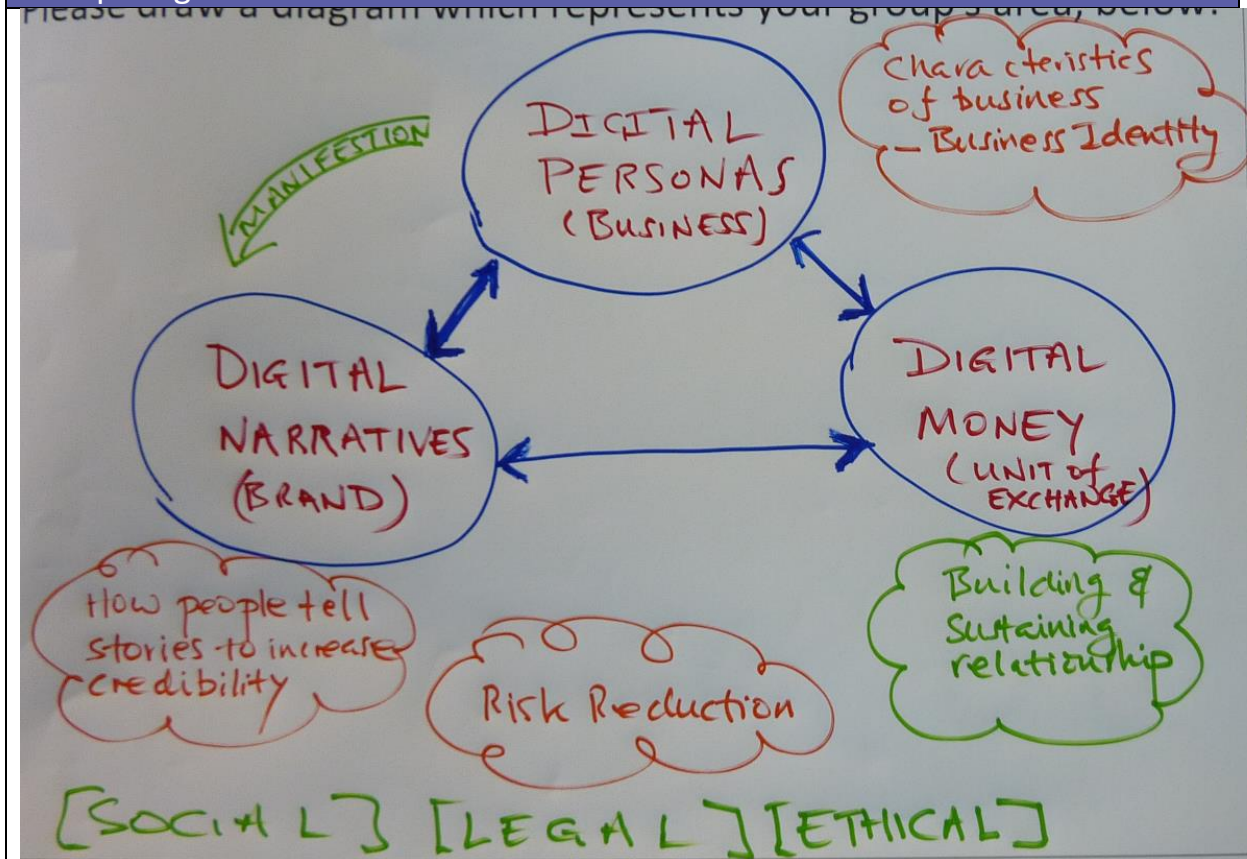 Please draw a diagram which represents your group's area, below:
DIGITAL
PERSONAS
(BUSINESS)
Chara cteristics
of business
– Business Identity
MANIFESTION
DIGITAL
NARRATIVES
(BRAND)
DIGITAL
MONEY
(UNIT of
EXCHANGE)
How people tell
stories to increase
credibility
Risk Reduction
Building &
Sustaining
relationship
[SOCIAL] [LEGAL] [ETHICAL]